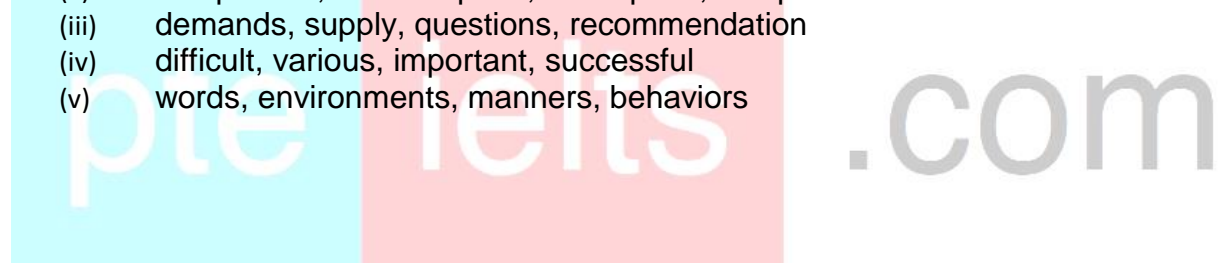 (iii) demands, supply, questions, recommendation
(iv) difficult, various, important, successful
(v) words, environments, manners, behaviors
pte ielts .com